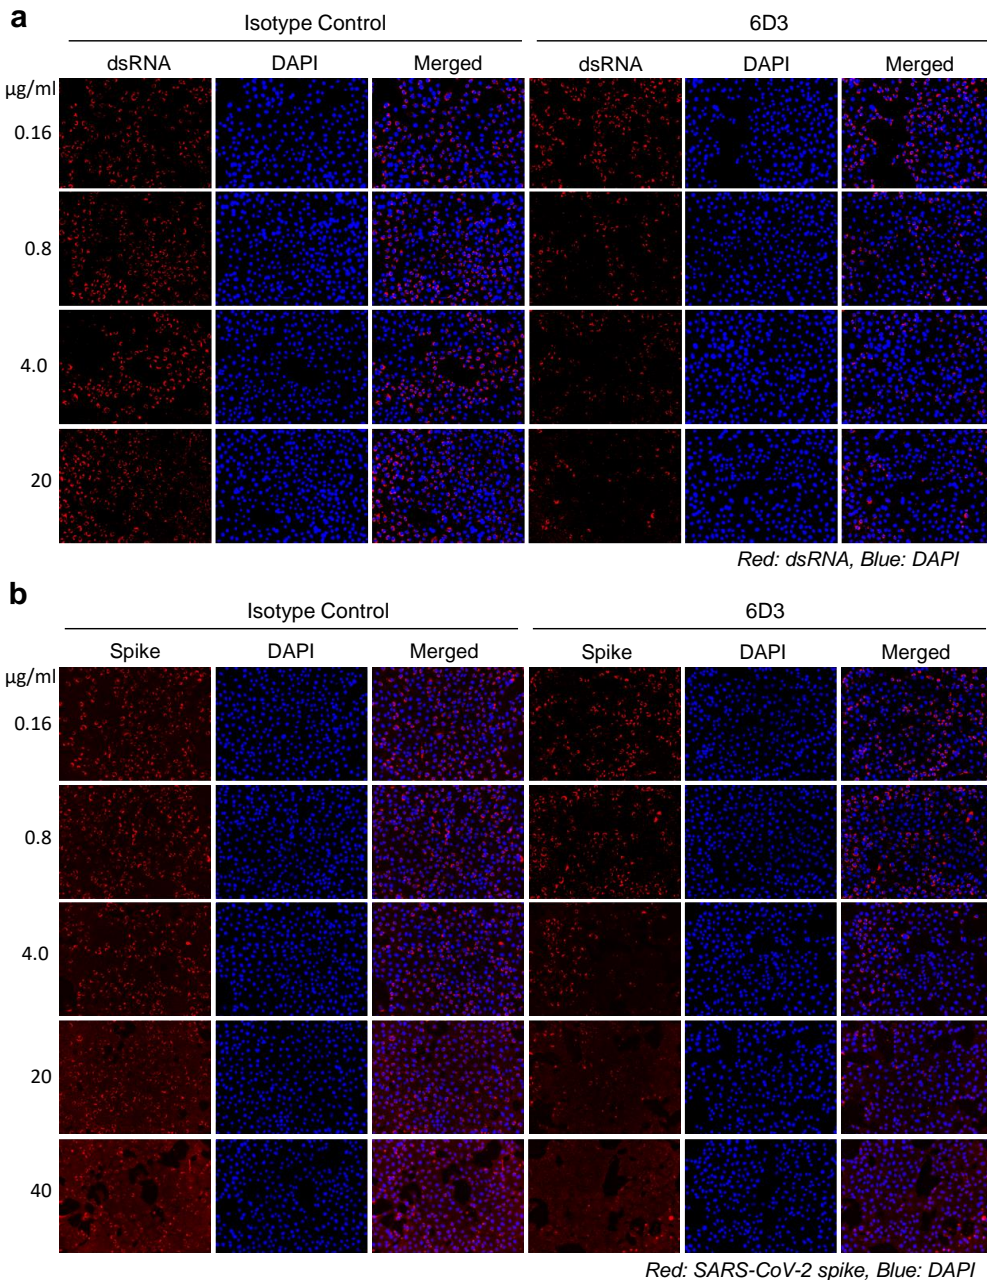 a
Isotype Control 6D3
dsRNA DAPI Merged dsRNA DAPI Merged
µg/ml
0.16
0.8
4.0
20
Red: dsRNA, Blue: DAPI
b
Isotype Control 6D3
Spike DAPI Merged Spike DAPI Merged
µg/ml
0.16
0.8
4.0
20
40
Red: SARS-CoV-2 spike, Blue: DAPI